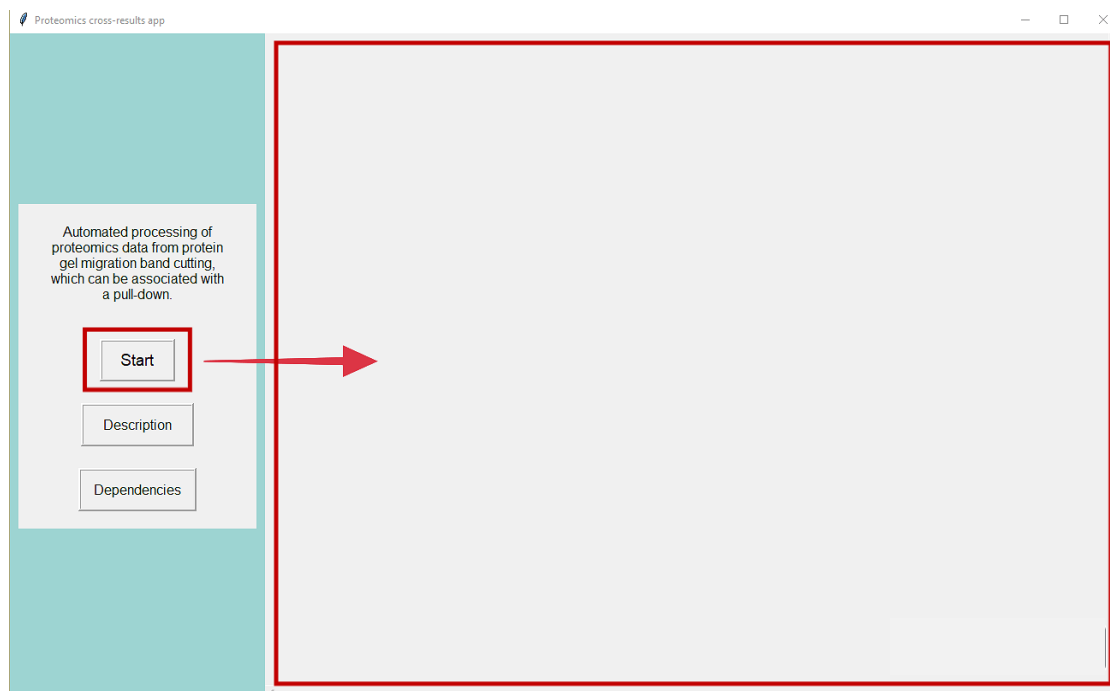 Proteomics cross-results app
Automated processing of
proteomics data from protein
gel migration band cutting,
which can be associated with
a pull-down.
Start
Description
Dependencies